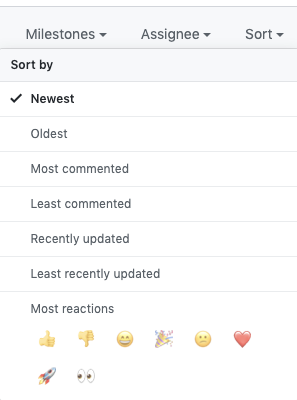 Milestones Assignee Sort
Sort by
Newest
Oldest
Most commented
Least commented
Recently updated
Least recently updated
Most reactions